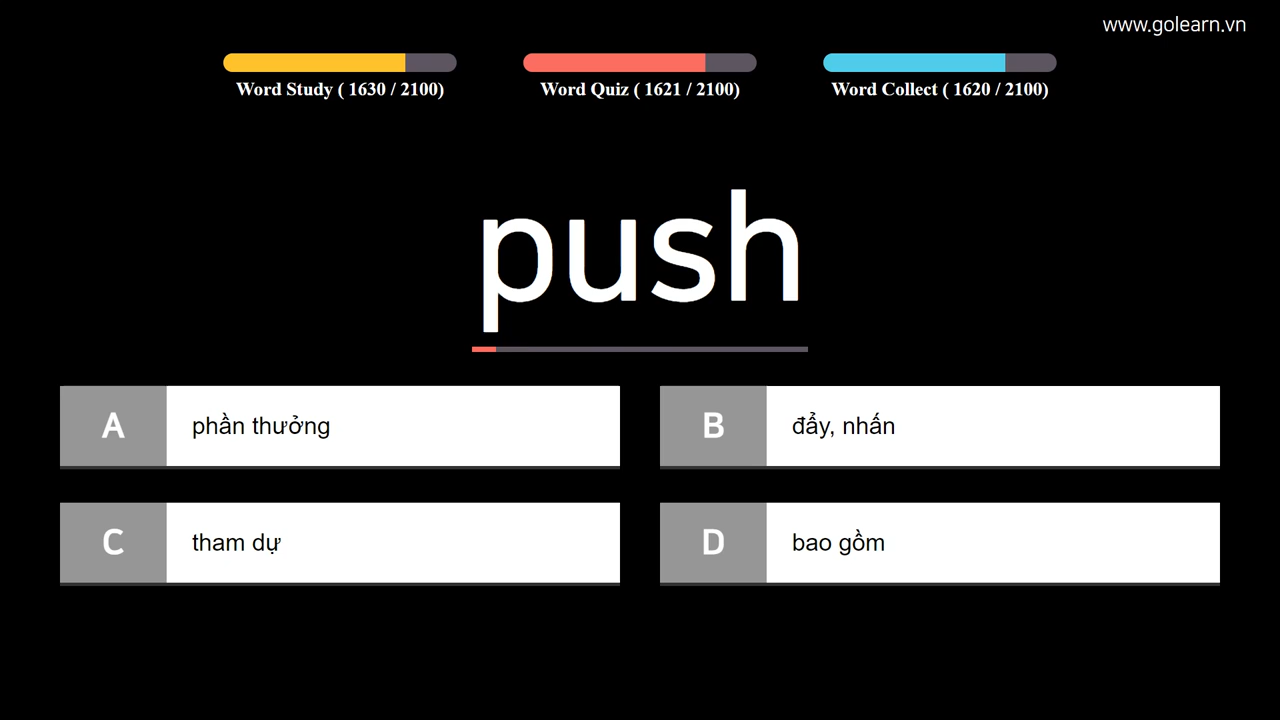 www.golearn.vn
Word Study ( 1630 / 2100)
Word Quiz ( 1621 / 2100)
Word Collect ( 1620 / 2100)
push
A phần thưởng
B đẩy, nhấn
C tham dự
D bao gồm